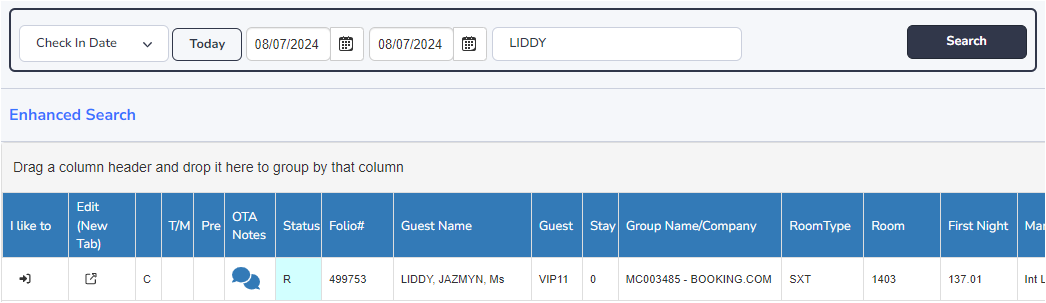 Check In Date Today 08/07/2024 08/07/2024 LIDDY Search
Enhanced Search
Drag a column header and drop it here to group by that column
I like to Edit (New Tab) T/M Pre OTA Notes Status Folio# Guest Name Guest Stay Group Name/Company RoomType Room First Night Mar
C R 499753 LIDDY, JAZMYN, Ms VIP11 0 MC003485 - BOOKING.COM SXT 1403 137.01 Int L